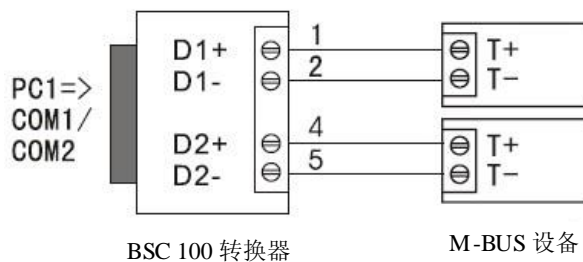 PC1=>
COM1/
COM2
D1+
D1-
D2+
D2-
1
2
4
5
T+
T-
T+
T-
BSC 100 转换器
M-BUS 设备